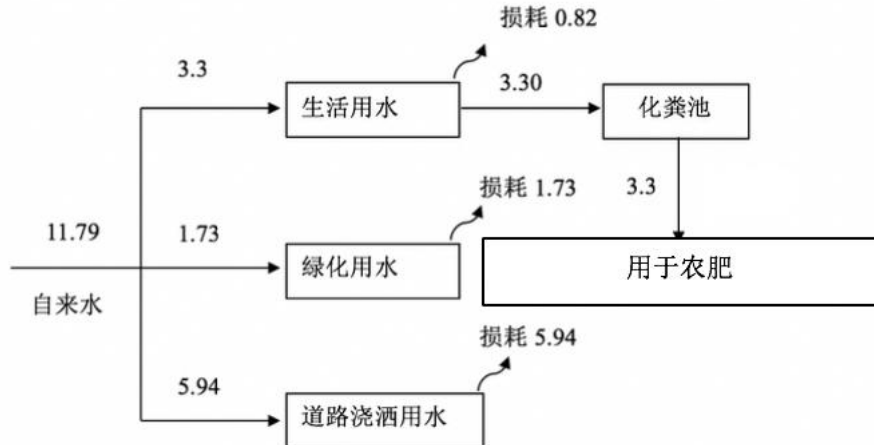 损耗 0.82
3.3
生活用水
3.30
化粪池
3.3
损耗 1.73
11.79
1.73
绿化用水
用于农肥
自来水
损耗 5.94
5.94
道路浇洒用水